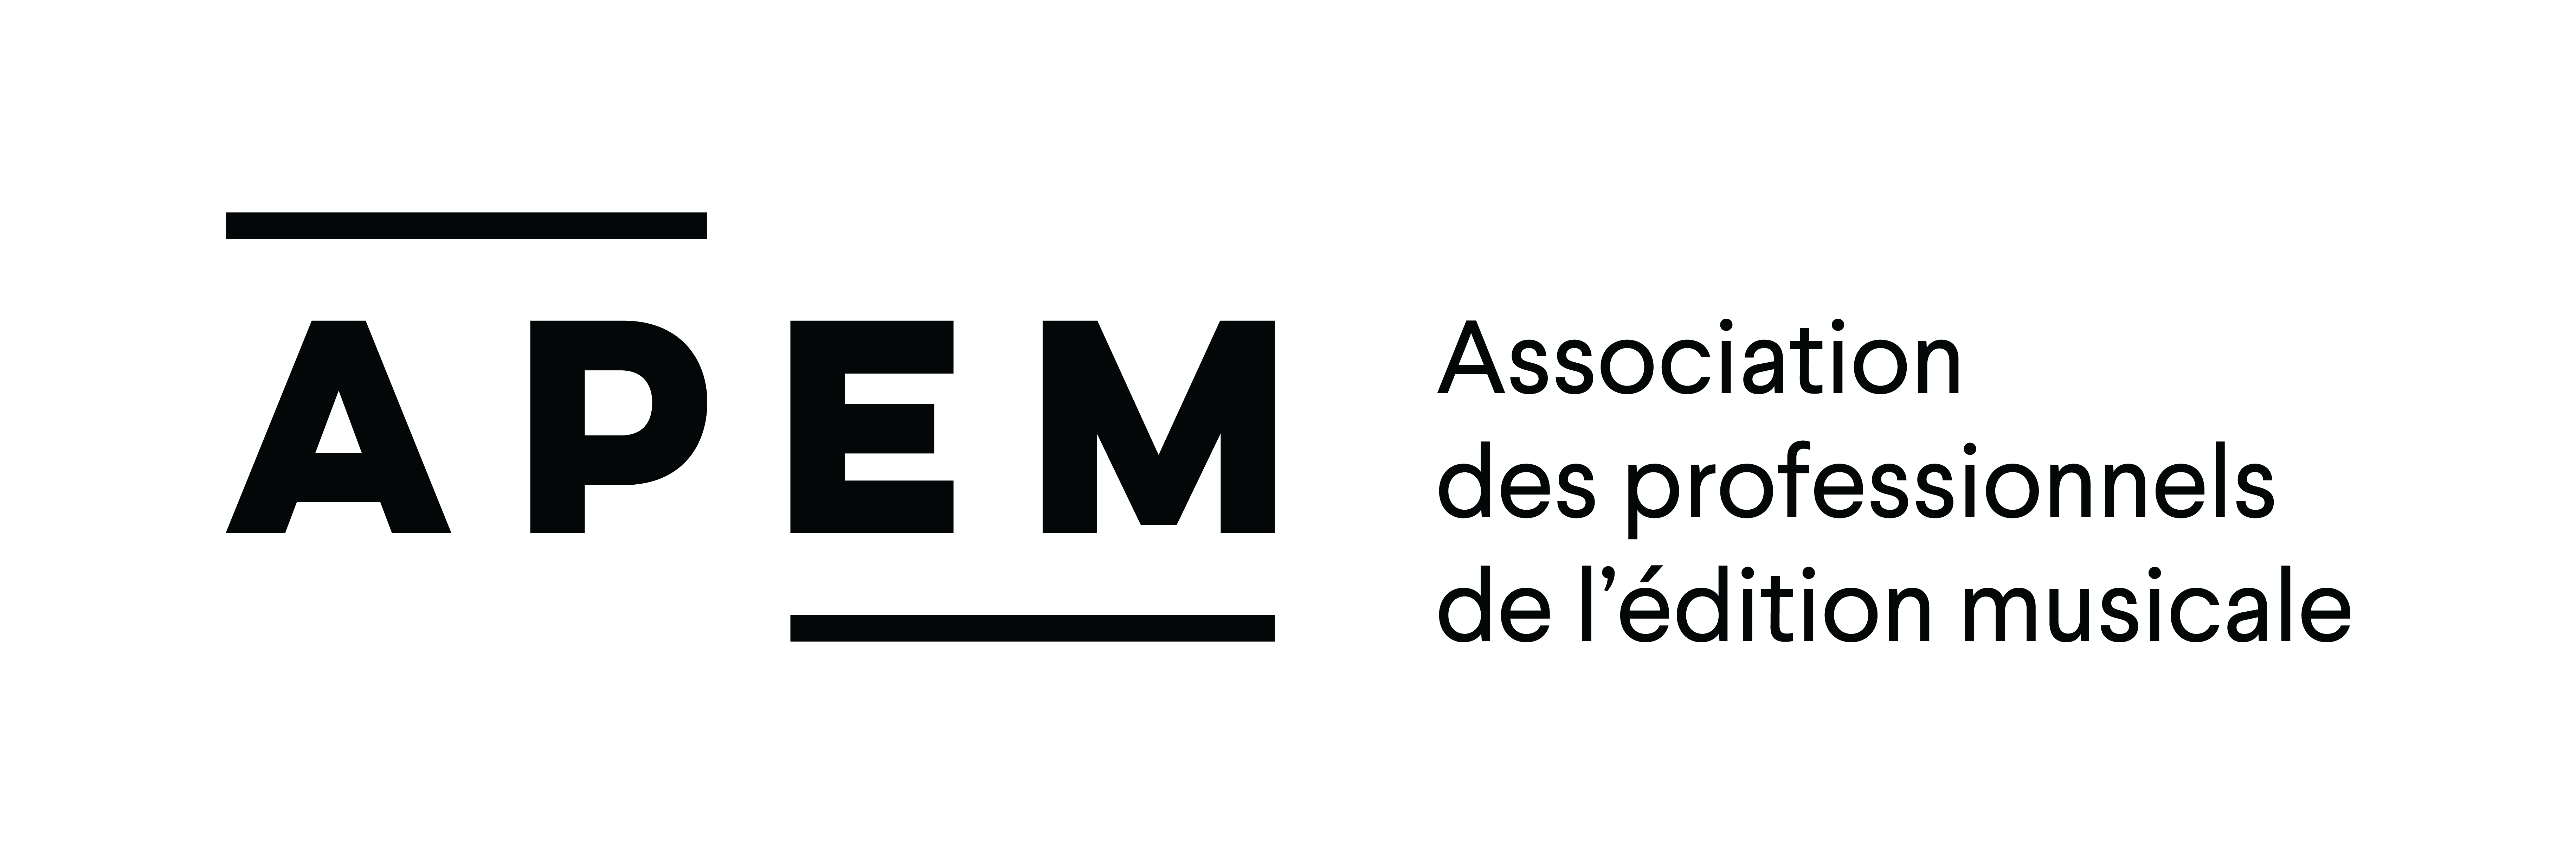 APEM
Association
des professionnels
de l’édition musicale